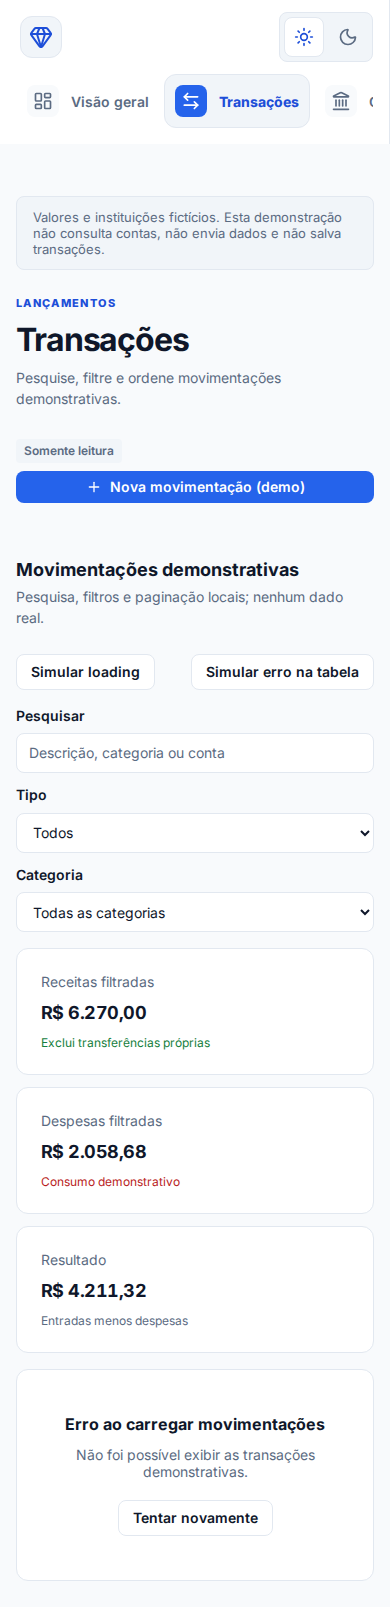 Visão geral
Transações
Valores e instituições fictícios. Esta demonstração
não consulta contas, não envia dados e não salva
transações.
LANÇAMENTOS
Transações
Pesquise, filtre e ordene movimentações
demonstrativas.
Somente leitura
Nova movimentação (demo)
Movimentações demonstrativas
Pesquisa, filtros e paginação locais; nenhum dado
real.
Simular loading
Simular erro na tabela
Pesquisar
Descrição, categoria ou conta
Tipo
Todos
Categoria
Todas as categorias
Receitas filtradas
R$ 6.270,00
Exclui transferências próprias
Despesas filtradas
R$ 2.058,68
Consumo demonstrativo
Resultado
R$ 4.211,32
Entradas menos despesas
Erro ao carregar movimentações
Não foi possível exibir as transações
demonstrativas.
Tentar novamente